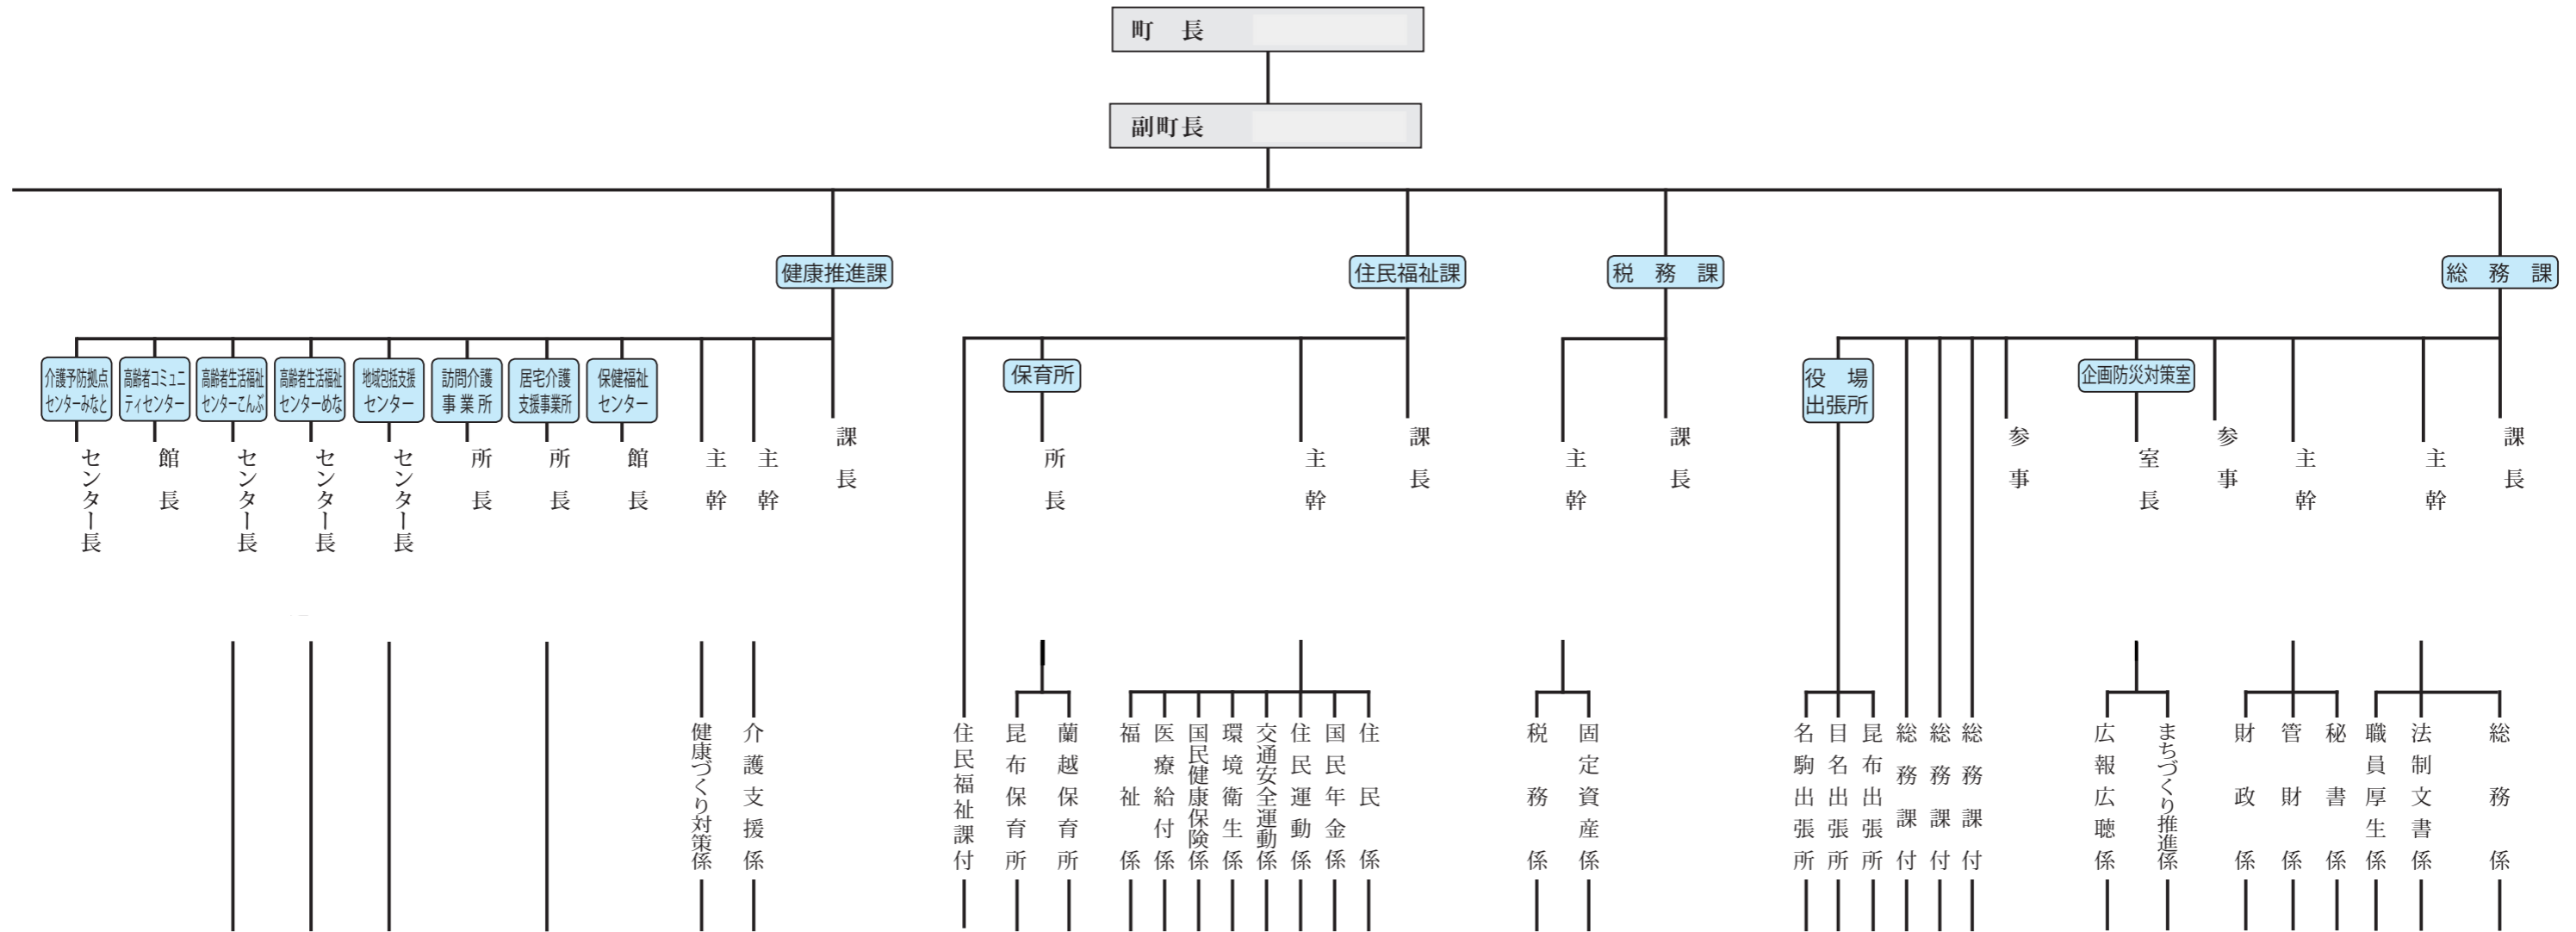 町　長
副町長
健康推進課
住民福祉課
税　務　課
総　務　課
介護予防拠点
センターみなと
高齢者コミュニ
ティセンター
高齢者生活福祉
センターこんぶ
高齢者生活福祉
センターめな
地域包括支援
センター
訪問介護
事業所
居宅介護
支援事業所
保健福祉
センター
保育所
役　場
出張所
企画防災対策室
センター長
館長
センター長
センター長
センター長
所長
所長
館長
主幹
主幹
課長
所長
主幹
課長
主幹
課長
参事
室長
参事
主幹
主幹
課長
健康づくり対策係
介護支援係
住民福祉課付
昆布保育所
蘭越保育所
福祉係
医療給付係
国民健康保険係
環境衛生係
交通安全運動係
住民運動係
国民年金係
住民係
税務係
固定資産係
名駒出張所
目名出張所
昆布出張所
総務課付
総務課付
総務課付
広報広聴係
まちづくり推進係
財政係
管財係
秘書係
職員厚生係
法制文書係
総務係